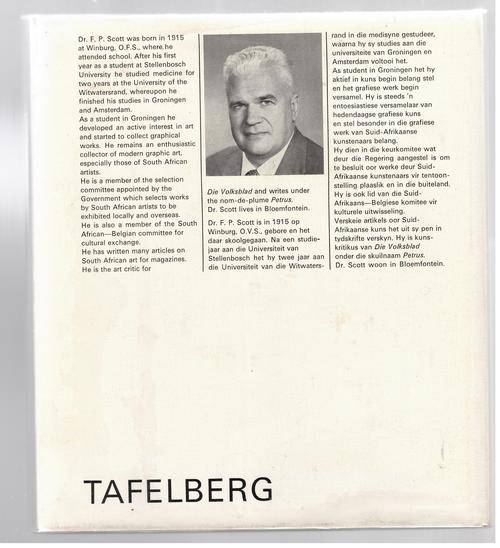 Dr. F. P. Scott was born in 1915
at Winburg, O.F.S., where he
attended school. After his first
year as a student at Stellenbosch
University he studied medicine for
two years at the University of the
Witwatersrand, whereupon he
finished his studies in Groningen
and Amsterdam.
As a student in Groningen he
developed an active interest in art
and started to collect graphical
works. He remains an enthusiastic
collector of modern graphic art,
especially those of South African
artists.
He is a member of the selection
committee appointed by the
Government which selects works
by South African artists to be
exhibited locally and overseas.
He is also a member of the South
African—Belgian committee for
cultural exchange.
He has written many articles on
South African art for magazines.
He is the art critic for
Die Volksblad and writes under
the nom-de-plume Petrus.
Dr. Scott lives in Bloemfontein.
Dr. F. P. Scott is in 1915 op
Winburg, O.V.S., gebore en het
daar skoolgegaan. Na een studie-
jaar aan die Universiteit van
Stellenbosch het hy twee jaar aan
die Universiteit van die Witwaters-
rand in die medisyne gestudeer,
waarna hy sy studies aan die
universiteite van Groningen en
Amsterdam voltooi het.
As student in Groningen het hy
aktief in kuns begin belang stel
en het grafiese werk begin
versamel. Hy is steeds 'n
entoesiastiese versamelaar van
hedendaagse grafiese kuns
en stel besonder in die grafiese
werk van Suid-Afrikaanse
kunstenaars belang.
Hy dien in die keurkomitee wat
deur die Regering aangestel is om
te besluit oor werke deur Suid-
Afrikaanse kunstenaars vir tentoon-
stelling plaaslik en in die buiteland.
Hy is ook lid van die Suid-
Afrikaans—Belgiese komitee vir
kulturele uitwisseling.
Verskeie artikels oor Suid-
Afrikaanse kuns het uit sy pen in
tydskrifte verskyn. Hy is kuns-
kritikus van Die Volksblad
onder die skuilnaam Petrus.
Dr. Scott woon in Bloemfontein.
TAFELBERG